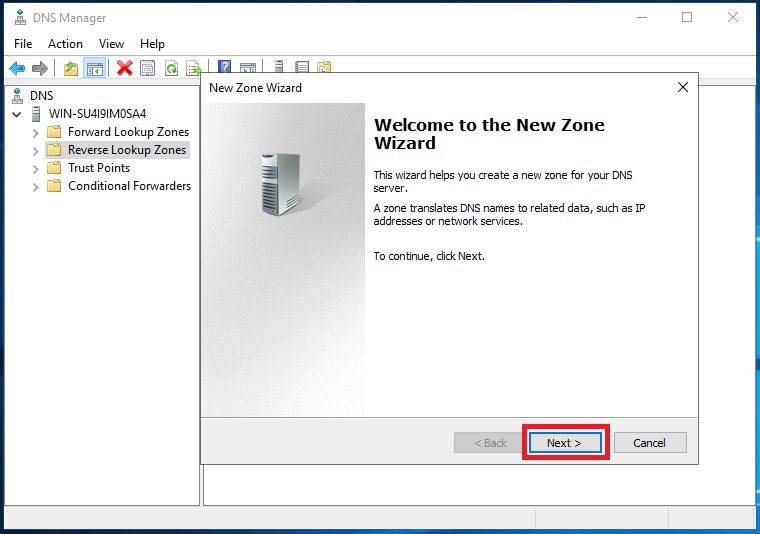 DNS Manager
File Action View Help
DNS
WIN-SU4I9IM0SA4
Forward Lookup Zones
Reverse Lookup Zones
Trust Points
Conditional Forwarders
New Zone Wizard
Welcome to the New Zone
Wizard
This wizard helps you create a new zone for your DNS
server.
A zone translates DNS names to related data, such as IP
addresses or network services.
To continue, click Next.
< Back Next > Cancel